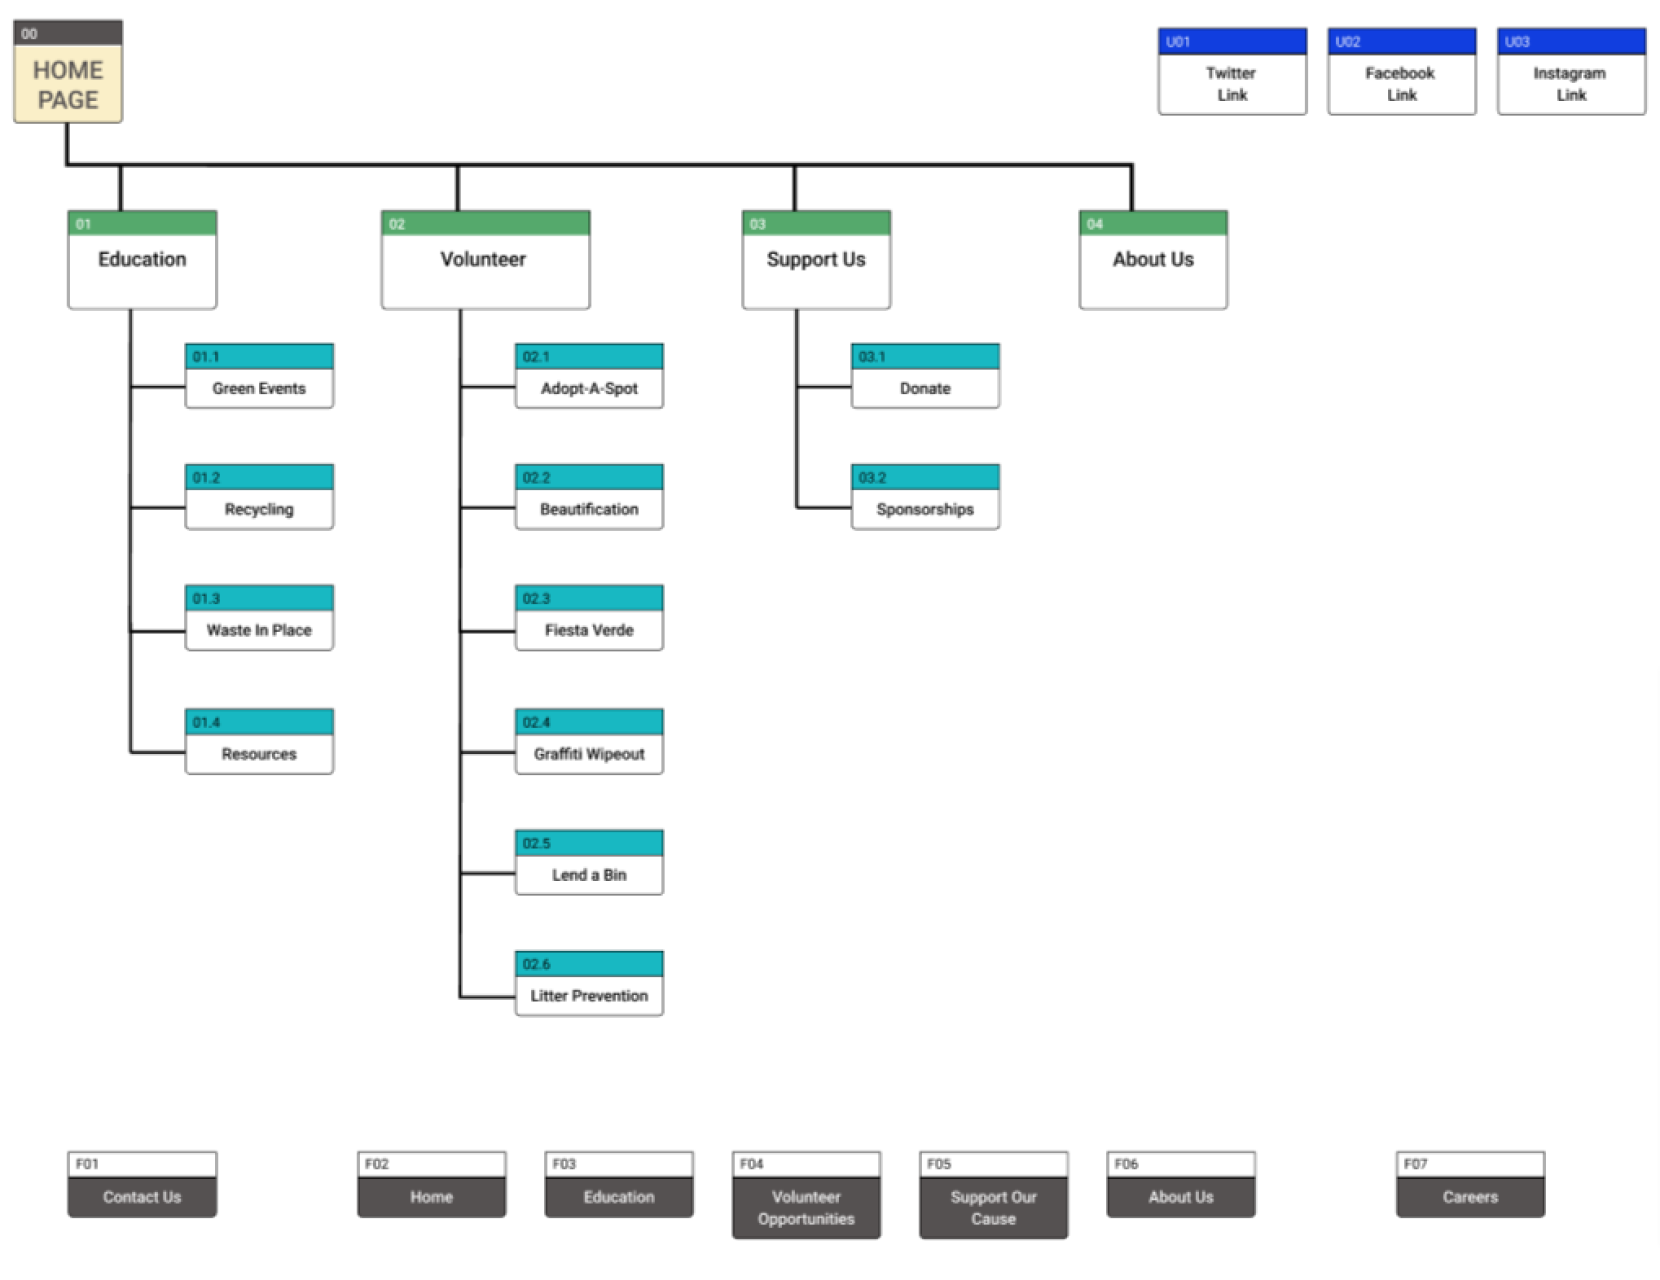 00
HOME
PAGE
U01
Twitter
Link
U02
Facebook
Link
U03
Instagram
Link
01
Education
02
Volunteer
03
Support Us
04
About Us
01.1
Green Events
01.2
Recycling
01.3
Waste In Place
01.4
Resources
02.1
Adopt-A-Spot
02.2
Beautification
02.3
Fiesta Verde
02.4
Graffiti Wipeout
02.5
Lend a Bin
02.6
Litter Prevention
03.1
Donate
03.2
Sponsorships
F01
Contact Us
F02
Home
F03
Education
F04
Volunteer
Opportunities
F05
Support Our
Cause
F06
About Us
F07
Careers